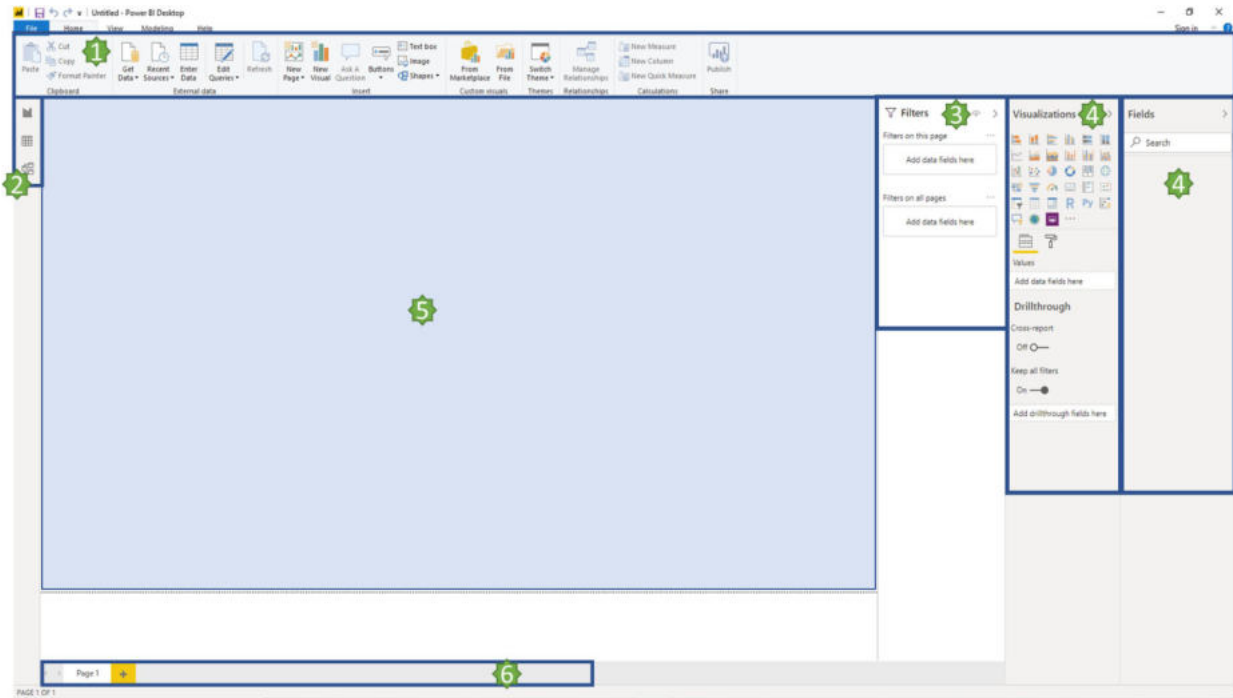 Untitled - Power BI Desktop
File Home View Modeling Help Sign in
Paste
Cut
Copy
Format Painter
Clipboard
Get Data
Recent Sources
Enter Data
Edit Queries
External data
Refresh
New Page
New Visual
Ask A Question
Buttons
Text box
Image
Shapes
Insert
From Marketplace
From File
Custom visuals
Switch Theme
Themes
Manage Relationships
Relationships
New Measure
New Column
New Quick Measure
Calculations
Publish
Share
1
2
5
Filters
3
Filters on this page
Add data fields here
Filters on all pages
Add data fields here
Visualizations
4
R Py
Values
Add data fields here
Drillthrough
Cross-report
Off
Keep all filters
On
Add drillthrough fields here
Fields
Search
4
Page 1 +
6
PAGE 1 OF 1